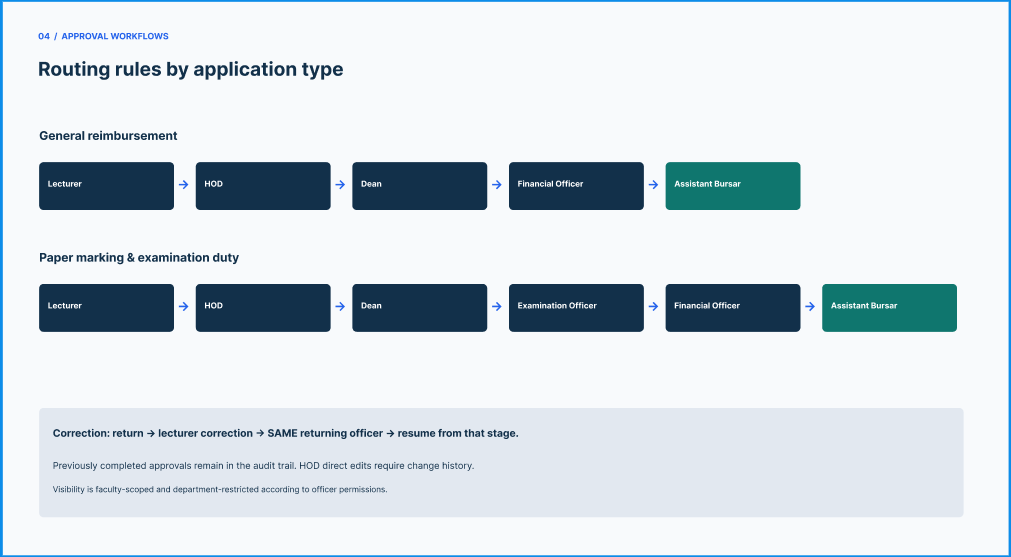 04 / APPROVAL WORKFLOWS
Routing rules by application type
General reimbursement
Lecturer → HOD → Dean → Financial Officer → Assistant Bursar
Paper marking & examination duty
Lecturer → HOD → Dean → Examination Officer → Financial Officer → Assistant Bursar
Correction: return → lecturer correction → SAME returning officer → resume from that stage.
Previously completed approvals remain in the audit trail. HOD direct edits require change history.
Visibility is faculty-scoped and department-restricted according to officer permissions.